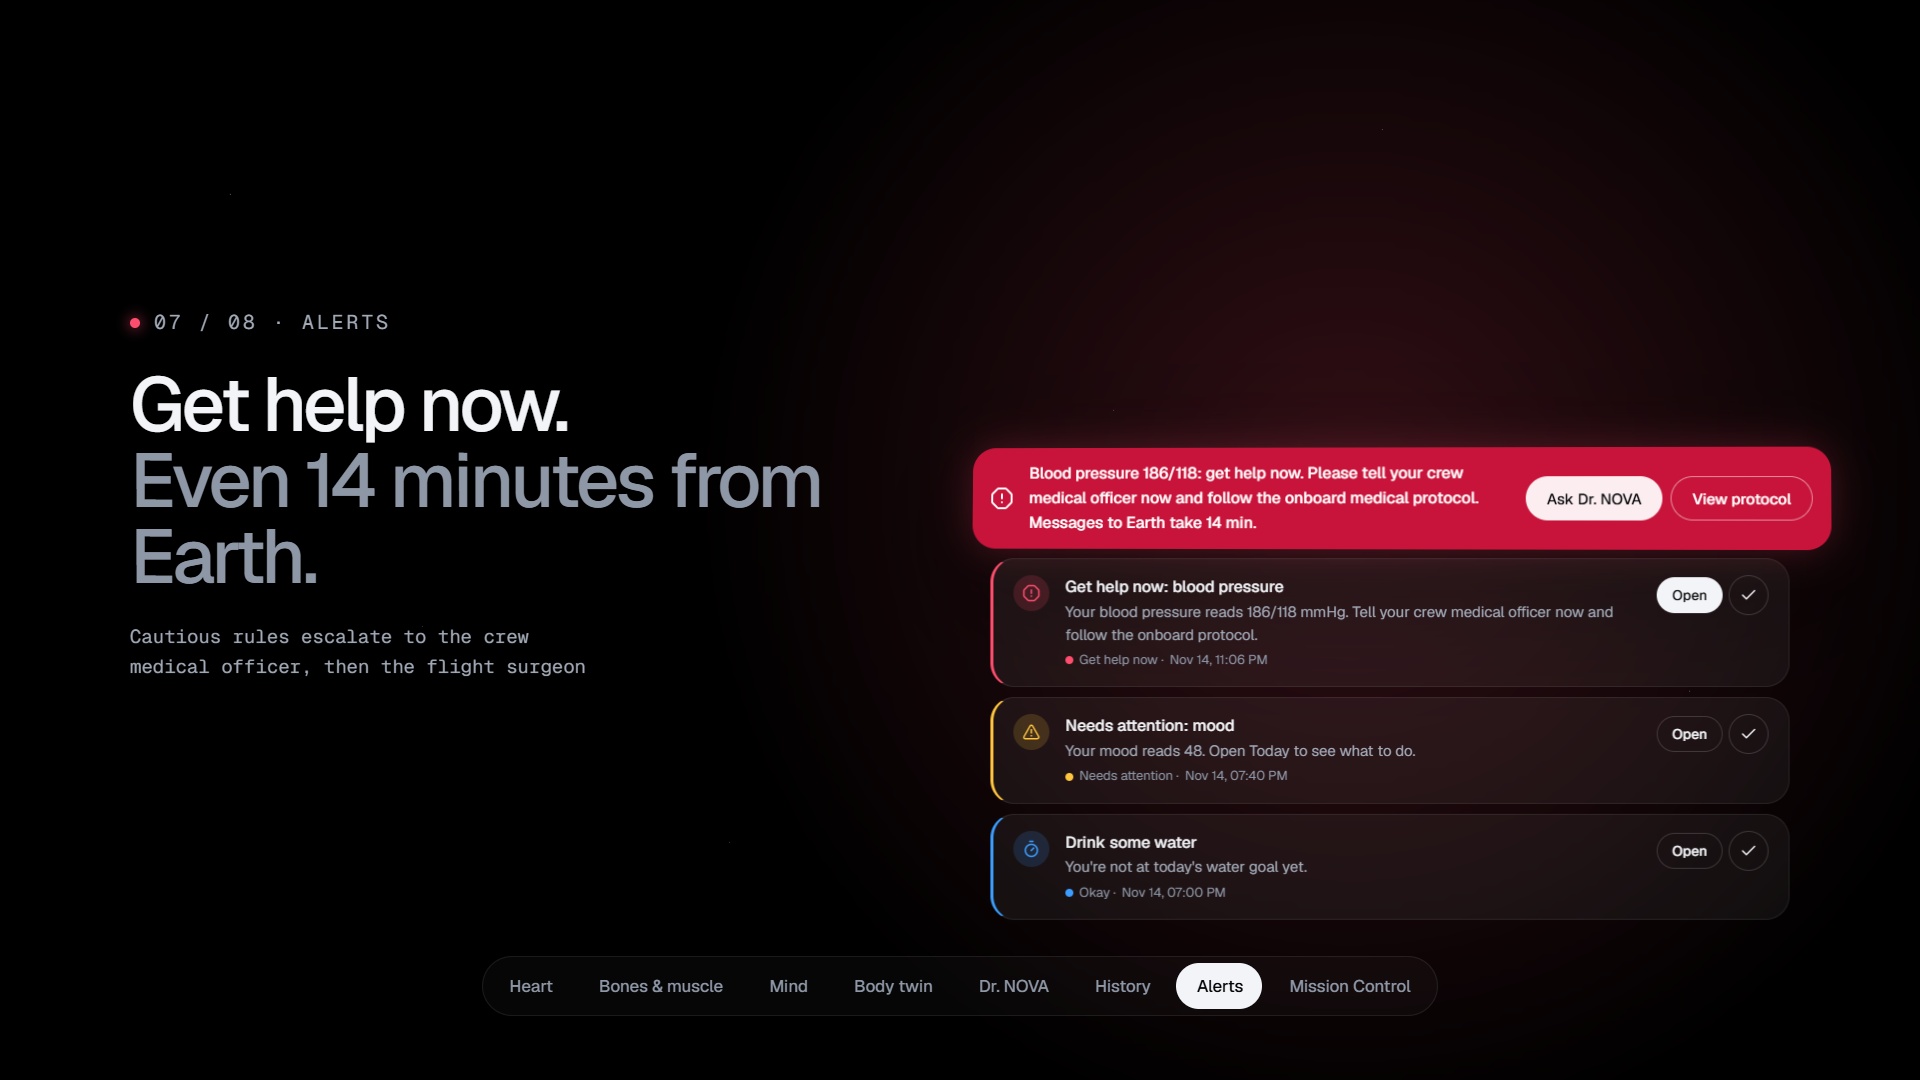 07 / 08 · ALERTS
Get help now.
Even 14 minutes from
Earth.
Cautious rules escalate to the crew
medical officer, then the flight surgeon
Blood pressure 186/118: get help now. Please tell your crew
medical officer now and follow the onboard medical protocol.
Messages to Earth take 14 min.
Ask Dr. NOVA
View protocol
Get help now: blood pressure
Your blood pressure reads 186/118 mmHg. Tell your crew medical officer now and
follow the onboard protocol.
Get help now · Nov 14, 11:06 PM
Open
Needs attention: mood
Your mood reads 48. Open Today to see what to do.
Needs attention · Nov 14, 07:40 PM
Open
Drink some water
You're not at today's water goal yet.
Okay · Nov 14, 07:00 PM
Open
Heart Bones & muscle Mind Body twin Dr. NOVA History Alerts Mission Control